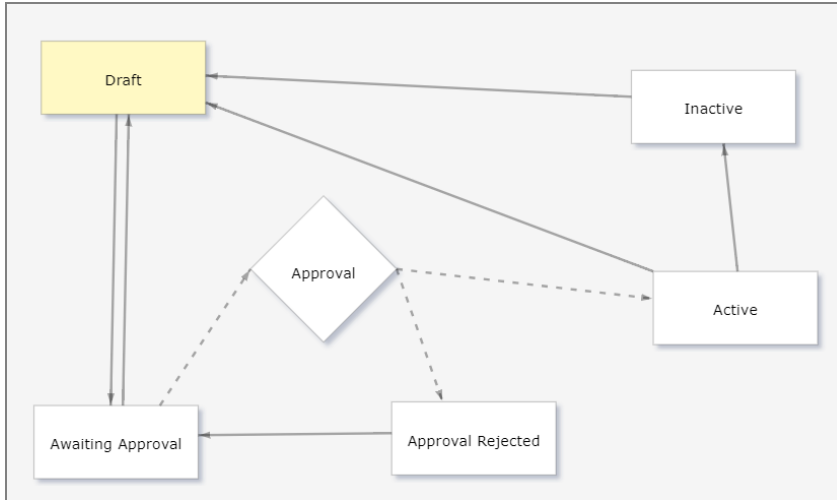 Draft
Inactive
Approval
Active
Awaiting Approval
Approval Rejected